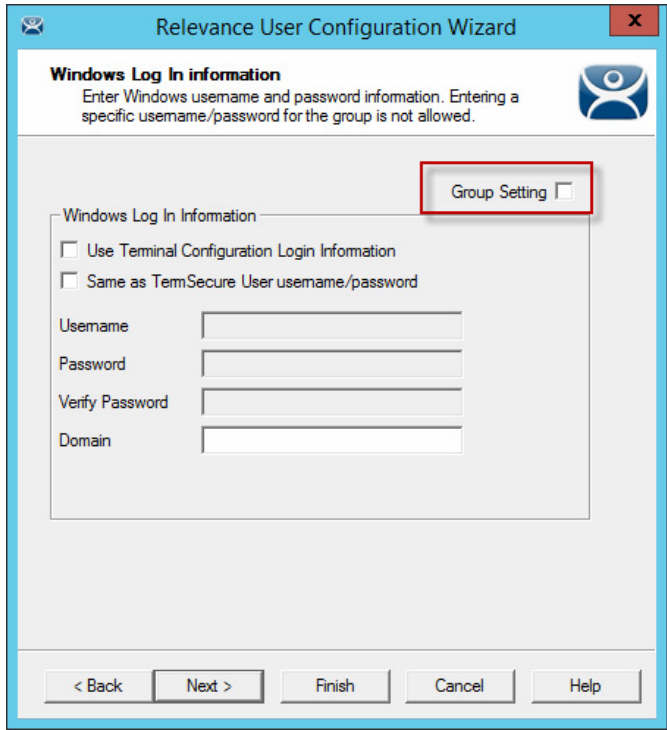 Relevance User Configuration Wizard
x
Windows Log In information
Enter Windows username and password information. Entering a
specific username/password for the group is not allowed.
Group Setting
Windows Log In Information
Use Terminal Configuration Login Information
Same as TermSecure User username/password
Username
Password
Verify Password
Domain
< Back Next > Finish Cancel Help